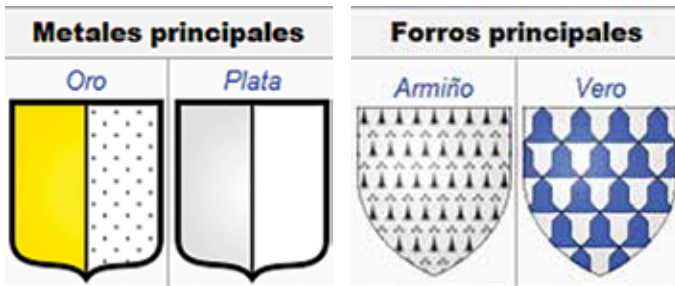 Metales principales
Oro
Plata
Forros principales
Armiño
Vero